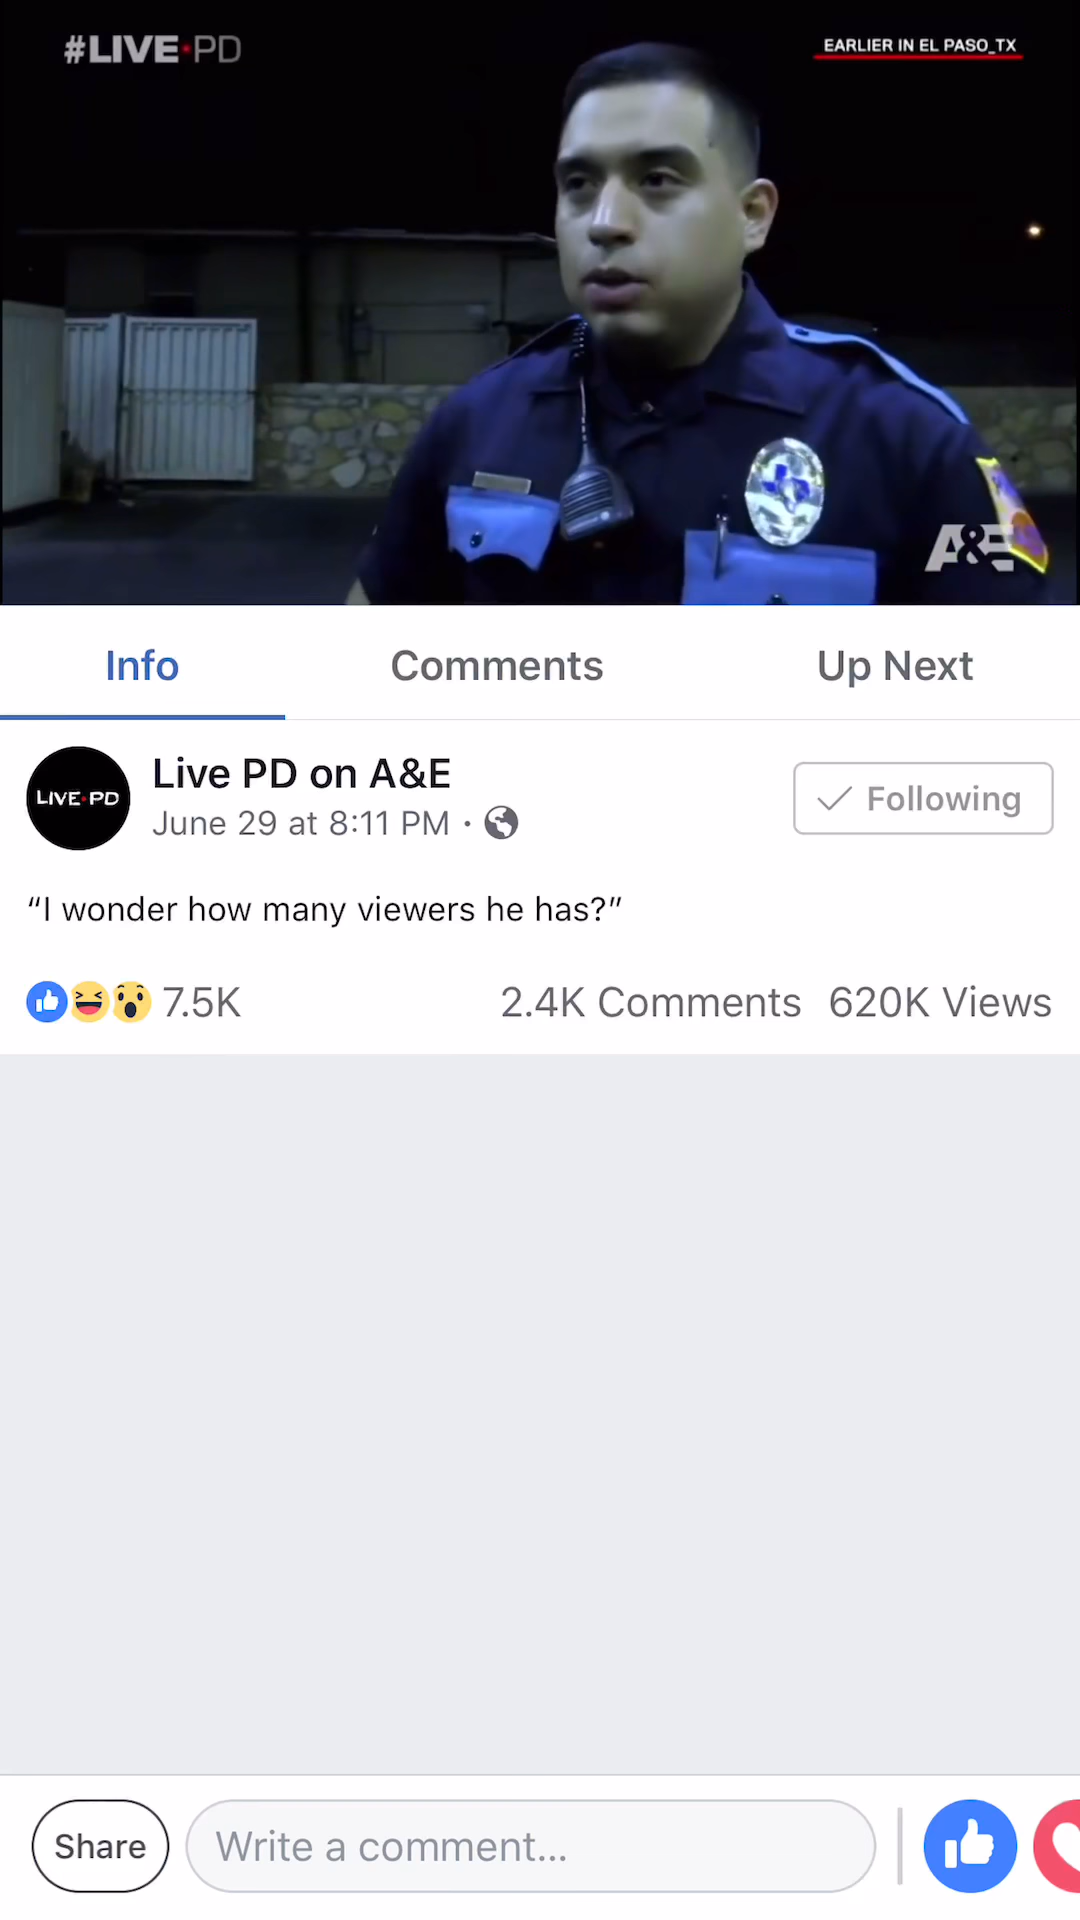 #LIVE PD
EARLIER IN EL PASO_TX
A&E
Info
Comments
Up Next
LIVE PD
Live PD on A&E
June 29 at 8:11 PM ·
Following
“I wonder how many viewers he has?”
7.5K
2.4K Comments
620K Views
Share
Write a comment...